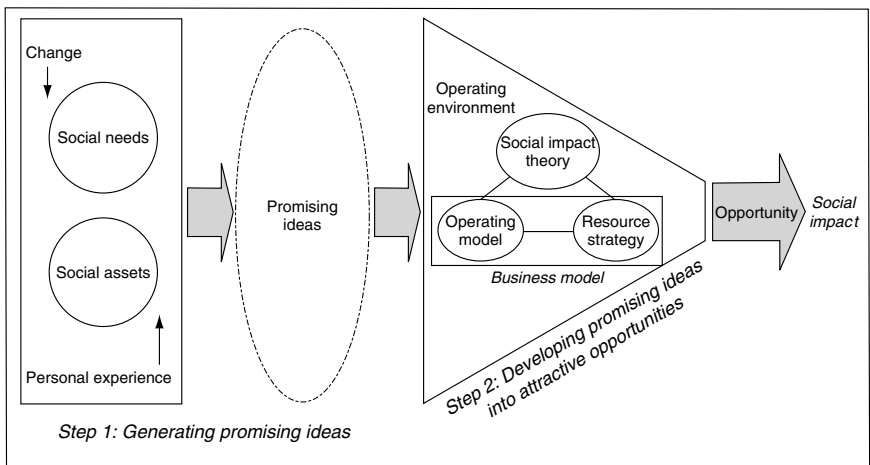 Change
Social needs
Social assets
Personal experience
Step 1: Generating promising ideas
Promising
ideas
Operating
environment
Social impact
theory
Operating
model
Resource
strategy
Business model
Step 2: Developing promising ideas
into attractive opportunities
Opportunity
Social
impact